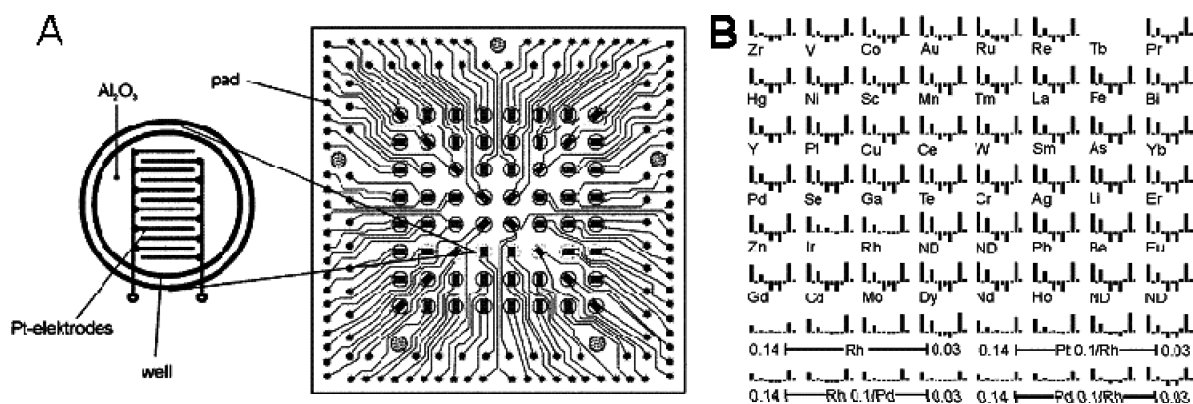 A
pad
Al2O3
Pt-elektrodes
well
B
Zr V Co Au Ru Re Tb Pr
Hg Ni Sc Mn Tm La Fe Bi
Y Pt Cu Ce W Sm As Yb
Pd Se Ga Te Cr Ag Li Er
Zn Ir Rh ND ND Pb Be Eu
Gd Cd Mo Dy Nd Ho ND ND
0.14 Rh 0.03 0.14 Pt 0.1/Rh 0.03
0.14 Rh 0.1/Pd 0.03 0.14 Pd 0.1/Rh 0.03